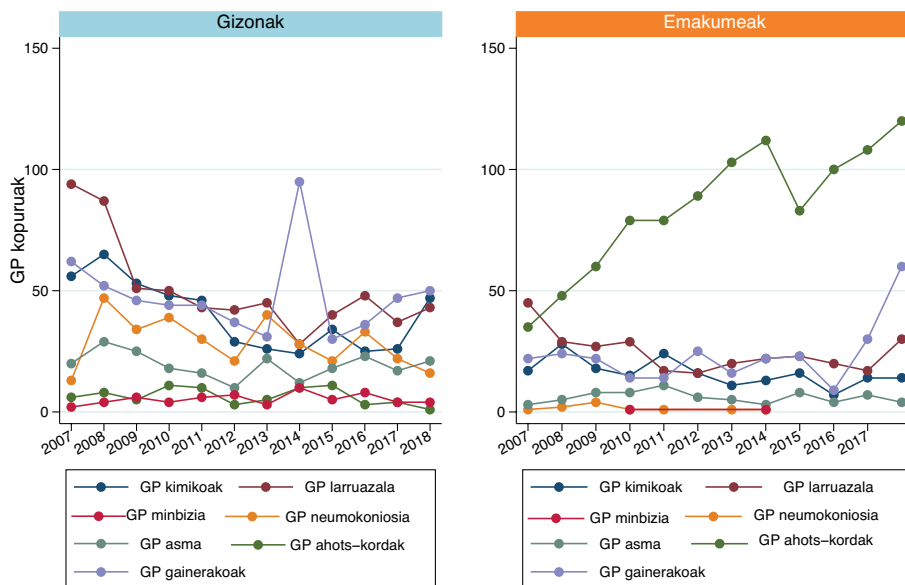 Gizonak
Emakumeak
GP kopuruak
150
100
50
0
2007 2008 2009 2010 2011 2012 2013 2014 2015 2016 2017 2018
150
100
50
0
2007 2008 2009 2010 2011 2012 2013 2014 2015 2016 2017
GP kimikoak GP larruazala
GP minbizia GP neumokoniosia
GP asma GP ahots-kordak
GP gainerakoak
GP kimikoak GP larruazala
GP minbizia GP neumokoniosia
GP asma GP ahots-kordak
GP gainerakoak